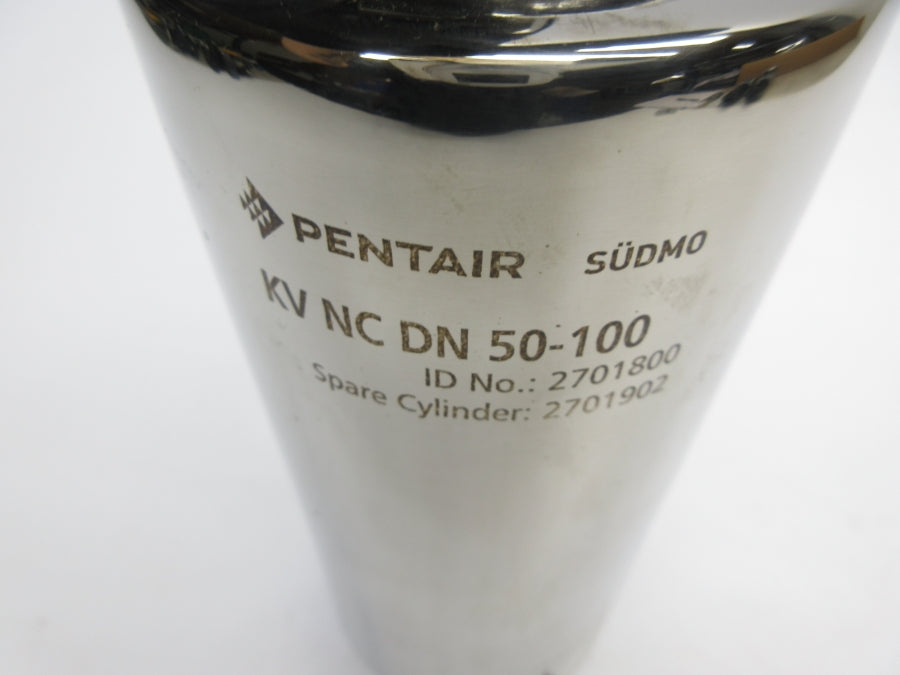 PENTAIR SÜDMO
KV NC DN 50-100
ID No.: 2701800
Spare Cylinder: 2701902